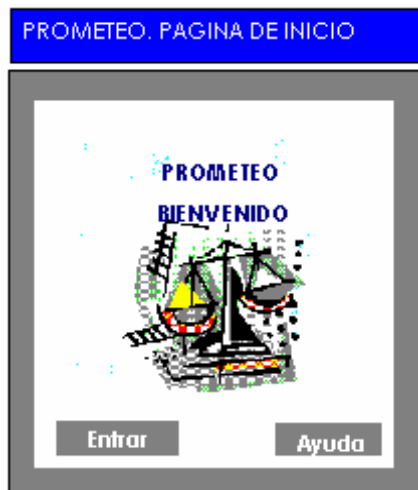 PROMETEO. PAGINA DE INICIO
PROMETEO
BIENVENIDO
Entrar
Ayuda